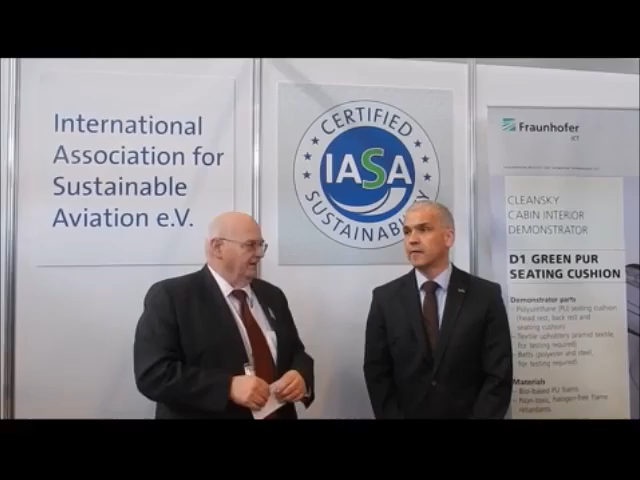 International
Association for
Sustainable
Aviation e.V.
CERTIFIED
IASA
SUSTAINABILITY
Fraunhofer
ICT
CLEANSKY
CABIN INTERIOR
DEMONSTRATOR
D1 GREEN PUR
SEATING CUSHION
Demonstrator parts
- Polyurethane (PU) seating cushion
(head rest, back rest and
seating cushion)
- Textile upholstery (aramid textile,
for testing required)
- Belts (polyester and steel,
for testing required)
Materials
- Bio-based PU foams
- Non-toxic, halogen-free flame
retardants